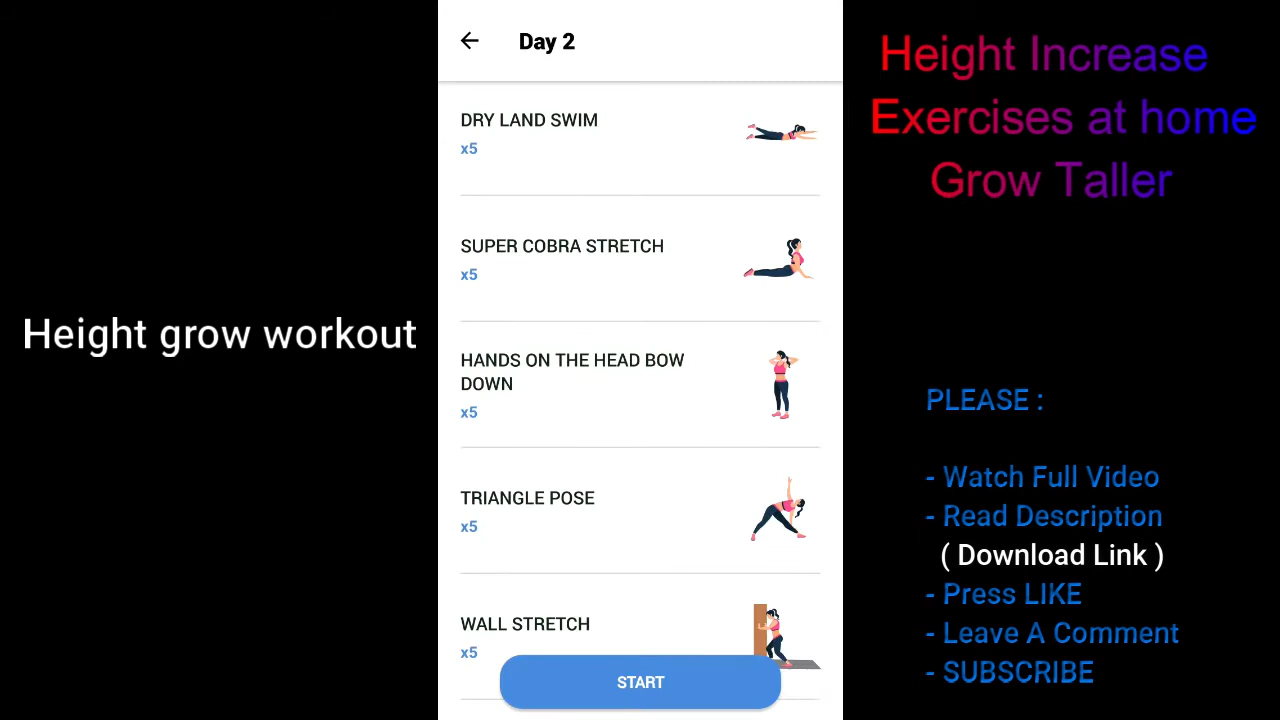 Height grow workout
Day 2
DRY LAND SWIM
x5
SUPER COBRA STRETCH
x5
HANDS ON THE HEAD BOW
DOWN
x5
TRIANGLE POSE
x5
WALL STRETCH
x5
START
Height Increase
Exercises at home
Grow Taller
PLEASE :
- Watch Full Video
- Read Description
( Download Link )
- Press LIKE
- Leave A Comment
- SUBSCRIBE